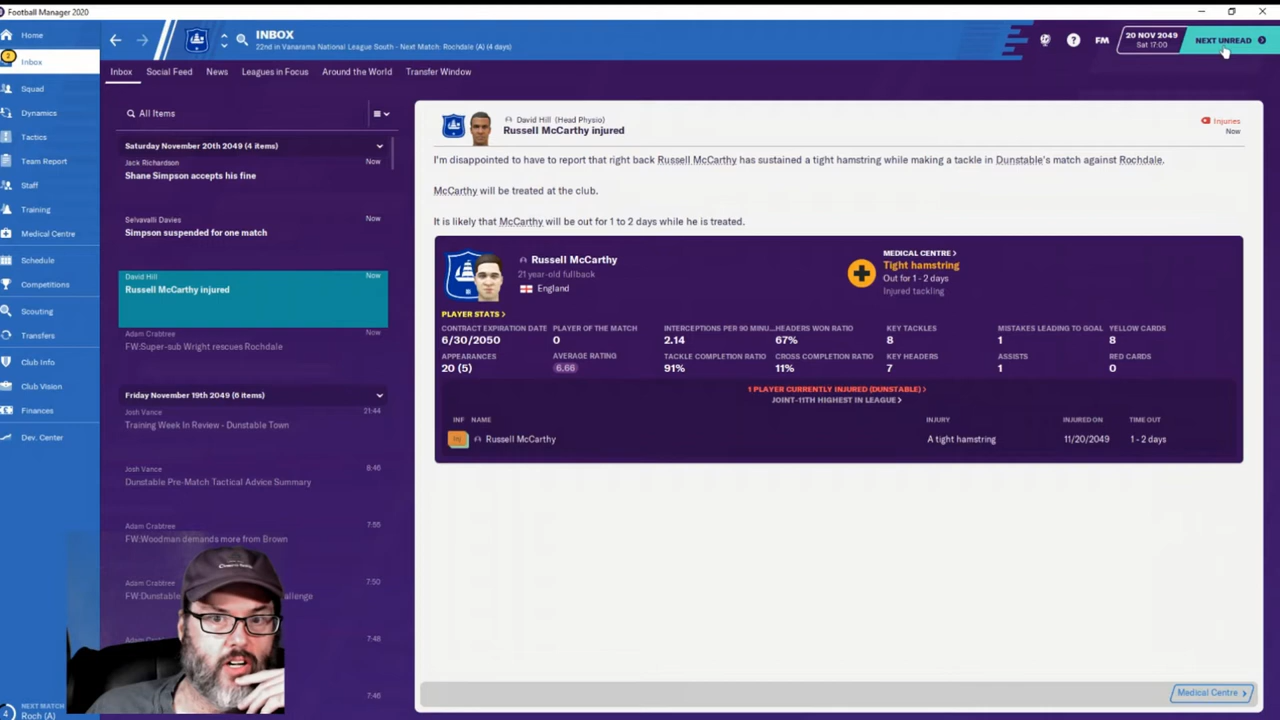 Football Manager 2020
Home
2
Inbox
Squad
Dynamics
Tactics
Team Report
Staff
Training
Medical Centre
Schedule
Competitions
Scouting
Transfers
Club Info
Club Vision
Finances
Dev. Center
NEXT MATCH
4 Roch (A)
INBOX
22nd in Vanarama National League South - Next Match: Rochdale (A) (4 days)
FM
20 NOV 2049
Sat 17:00
NEXT UNREAD
Inbox
Social Feed
News
Leagues in Focus
Around the World
Transfer Window
All Items
Saturday November 20th 2049 (4 items)
Jack Richardson Now
Shane Simpson accepts his fine
Selvavalli Davies Now
Simpson suspended for one match
David Hill Now
Russell McCarthy injured
Adam Crabtree Now
FW:Super-sub Wright rescues Rochdale
Friday November 19th 2049 (6 items)
Josh Vance 21:44
Training Week In Review - Dunstable Town
Josh Vance 8:46
Dunstable Pre-Match Tactical Advice Summary
Adam Crabtree 7:55
FW:Woodman demands more from Brown
Adam Crabtree 7:50
FW:Dunstable
Adam 7:48
7:46
David Hill (Head Physio)
Russell McCarthy injured
Injuries
Now
I'm disappointed to have to report that right back Russell McCarthy has sustained a tight hamstring while making a tackle in Dunstable's match against Rochdale.
McCarthy will be treated at the club.
It is likely that McCarthy will be out for 1 to 2 days while he is treated.
Russell McCarthy
21 year-old fullback
England
MEDICAL CENTRE >
Tight hamstring
Out for 1 - 2 days
Injured tackling
PLAYER STATS >
CONTRACT EXPIRATION DATE PLAYER OF THE MATCH INTERCEPTIONS PER 90 MINU... HEADERS WON RATIO KEY TACKLES MISTAKES LEADING TO GOAL YELLOW CARDS
6/30/2050 0 2.14 67% 8 1 8
APPEARANCES AVERAGE RATING TACKLE COMPLETION RATIO CROSS COMPLETION RATIO KEY HEADERS ASSISTS RED CARDS
20 (5) 6.66 91% 11% 7 1 0
1 PLAYER CURRENTLY INJURED (DUNSTABLE) >
JOINT-11TH HIGHEST IN LEAGUE >
INF NAME INJURY INJURED ON TIME OUT
Inj Russell McCarthy A tight hamstring 11/20/2049 1 - 2 days
Medical Centre >